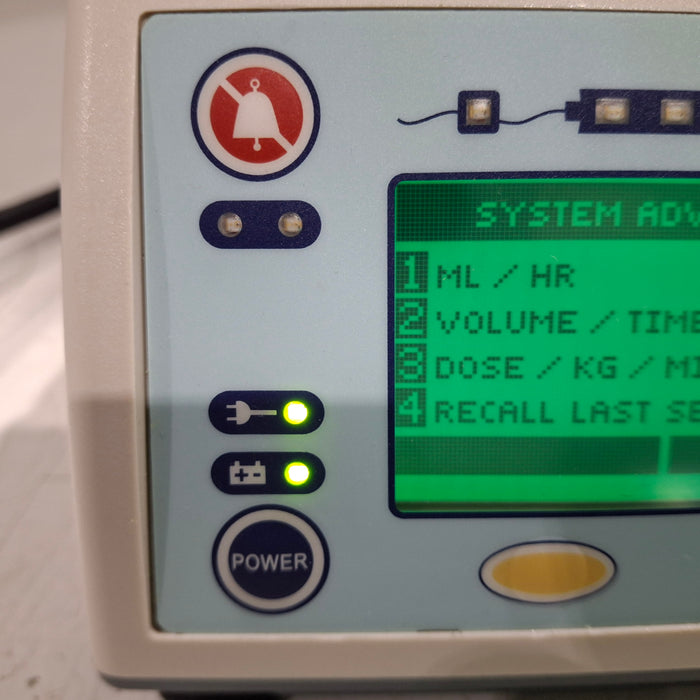 SYSTEM ADV
1 ML / HR
2 VOLUME / TIME
3 DOSE / KG / MI
4 RECALL LAST SE
POWER